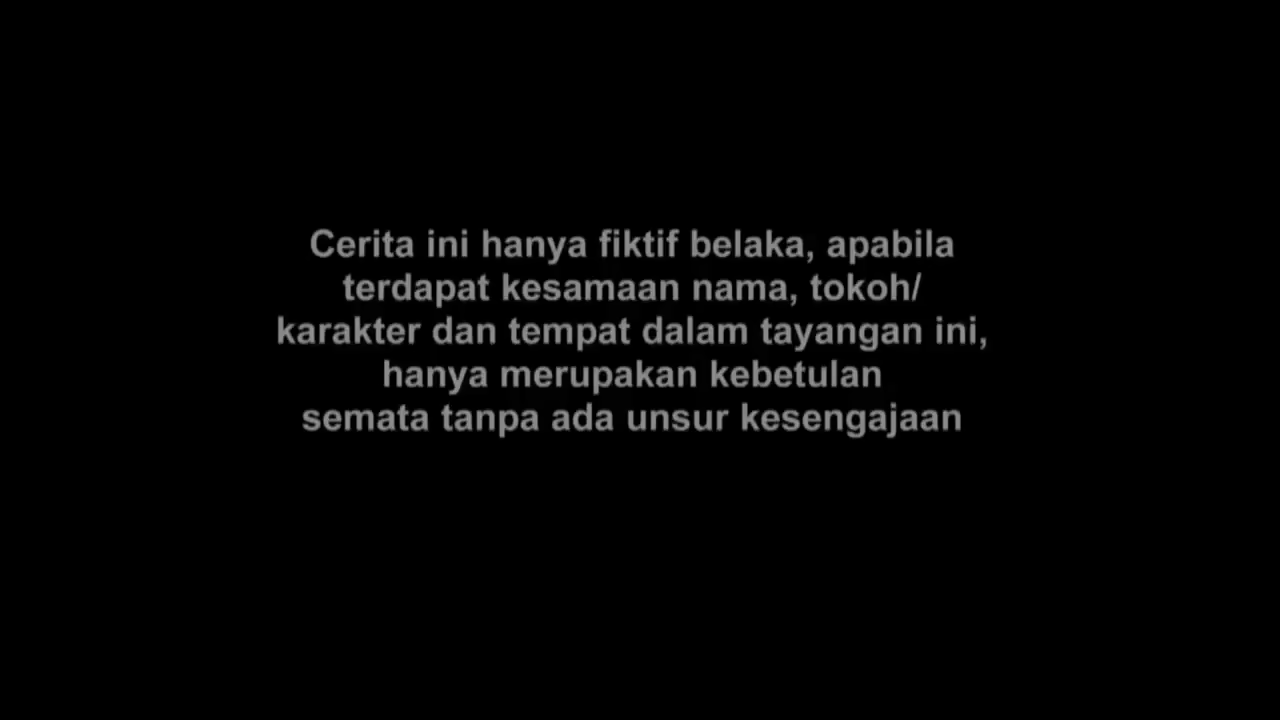 Cerita ini hanya fiktif belaka, apabila
terdapat kesamaan nama, tokoh/
karakter dan tempat dalam tayangan ini,
hanya merupakan kebetulan
semata tanpa ada unsur kesengajaan